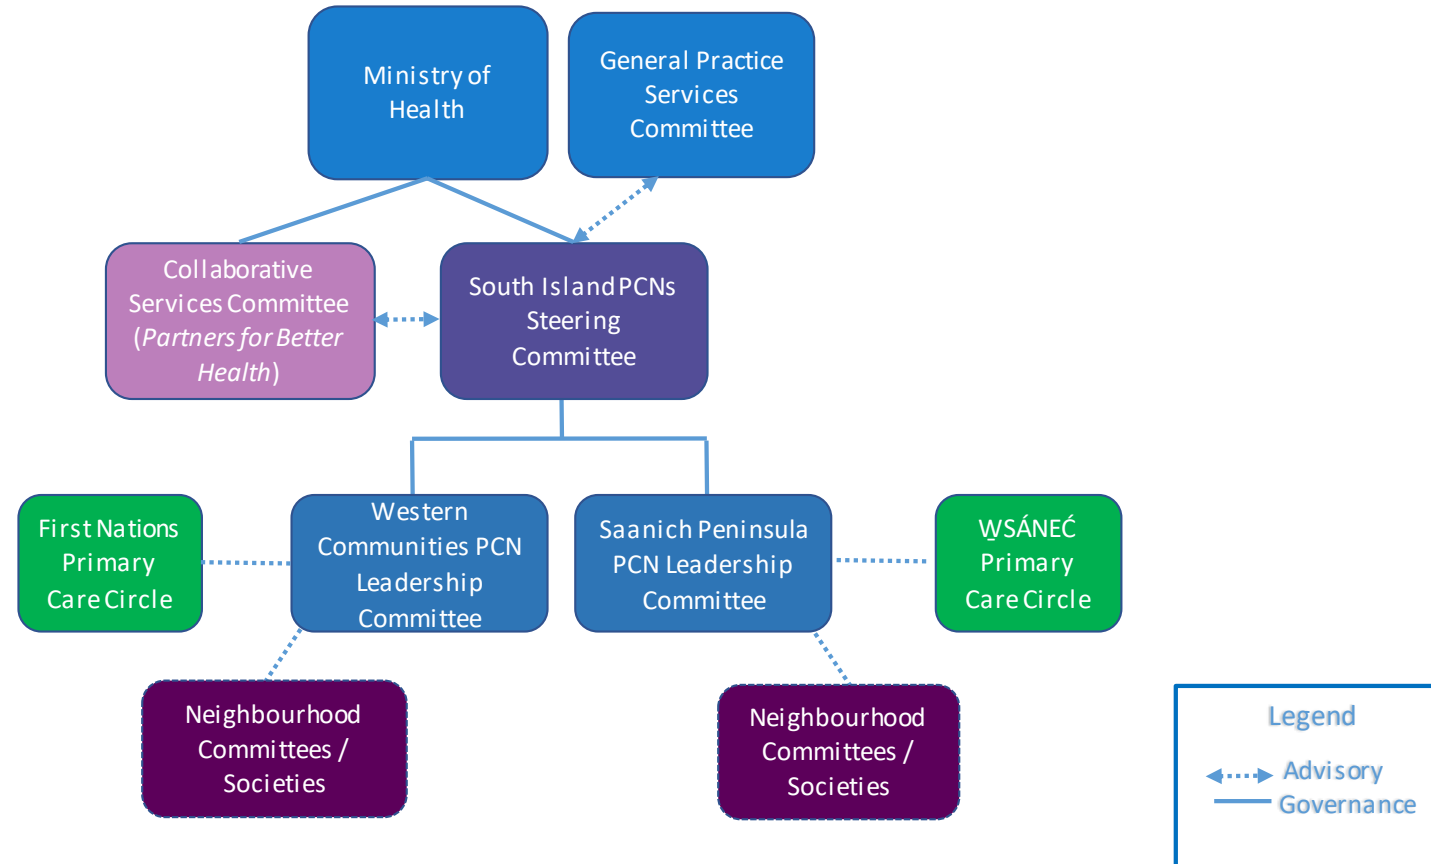 Ministry of
Health
General Practice
Services
Committee
Collaborative
Services Committee
(Partners for Better
Health)
South Island PCNs
Steering
Committee
First Nations
Primary
Care Circle
Western
Communities PCN
Leadership
Committee
Saanich Peninsula
PCN Leadership
Committee
W̱SÁNEĆ
Primary
Care Circle
Neighbourhood
Committees /
Societies
Neighbourhood
Committees /
Societies
Legend
Advisory
Governance